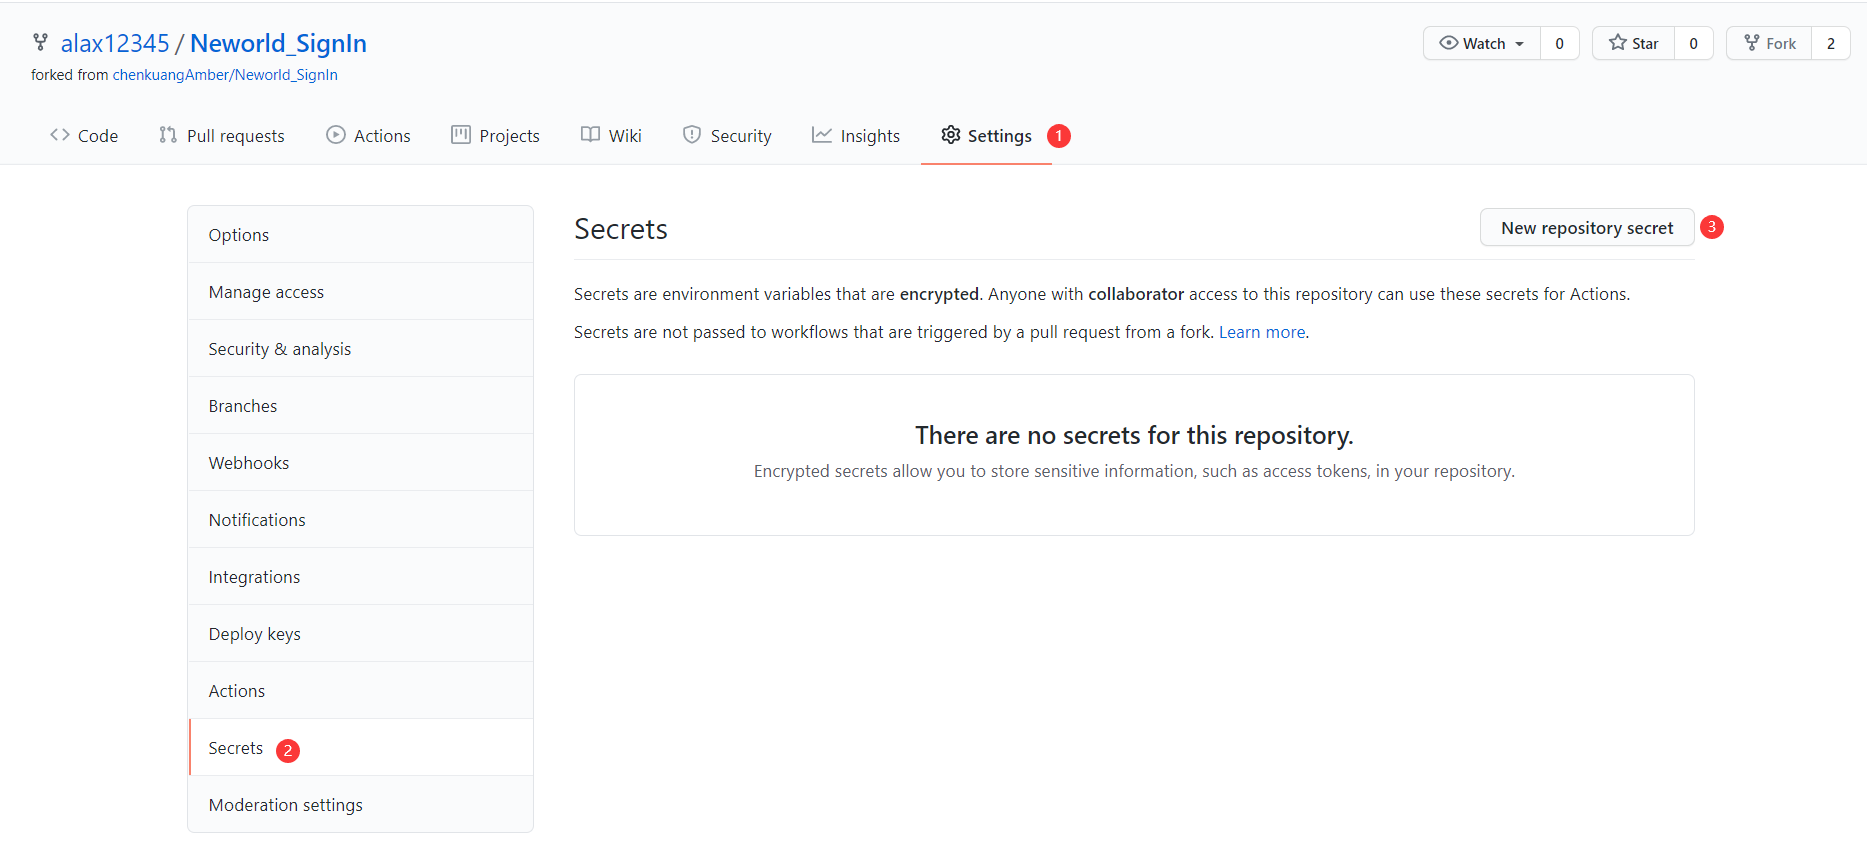 alax12345 / Neworld_SignIn
Watch 0
Star 0
Fork 2
forked from chenkuangAmber/Neworld_SignIn
Code Pull requests Actions Projects Wiki Security Insights Settings 1
Options
Manage access
Security & analysis
Branches
Webhooks
Notifications
Integrations
Deploy keys
Actions
Secrets 2
Moderation settings
Secrets
New repository secret 3
Secrets are environment variables that are encrypted. Anyone with collaborator access to this repository can use these secrets for Actions.
Secrets are not passed to workflows that are triggered by a pull request from a fork. Learn more.
There are no secrets for this repository.
Encrypted secrets allow you to store sensitive information, such as access tokens, in your repository.